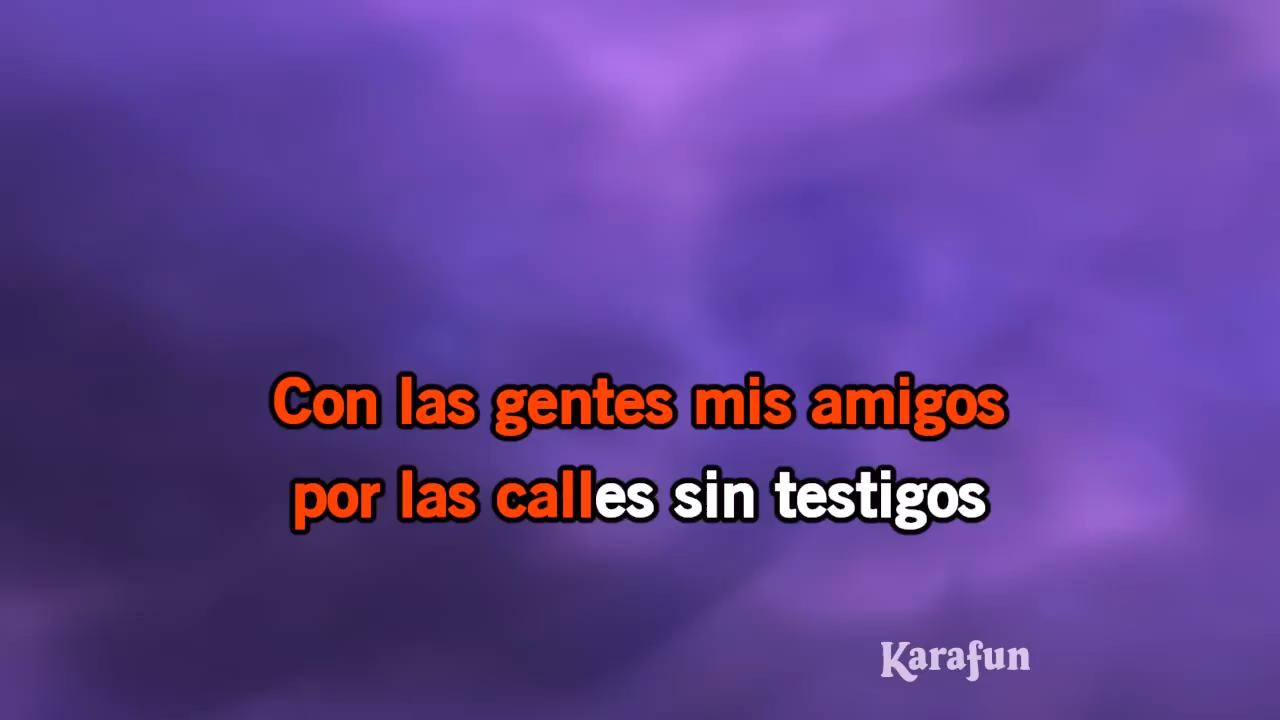 Con las gentes mis amigos
por las calles sin testigos
Karafun